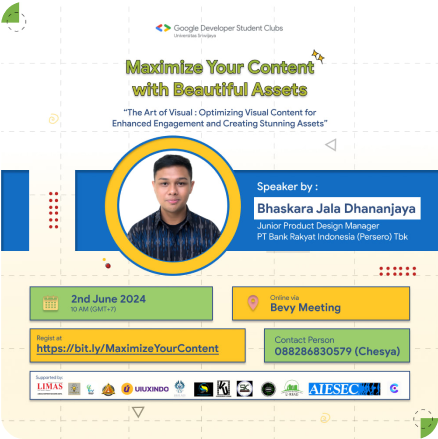 Google Developer Student Clubs
Universitas Sriwijaya
Maximize Your Content
with Beautiful Assets
“The Art of Visual : Optimizing Visual Content for
Enhanced Engagement and Creating Stunning Assets”
Speaker by :
Bhaskara Jala Dhananjaya
Junior Product Design Manager
PT Bank Rakyat Indonesia (Persero) Tbk
2nd June 2024
10 AM (GMT+7)
Online via
Bevy Meeting
Regist at
https://bit.ly/MaximizeYourContent
Contact Person
088286830579 (Chesya)
Supported by:
LIMAS
UIUXINDO
AIESEC